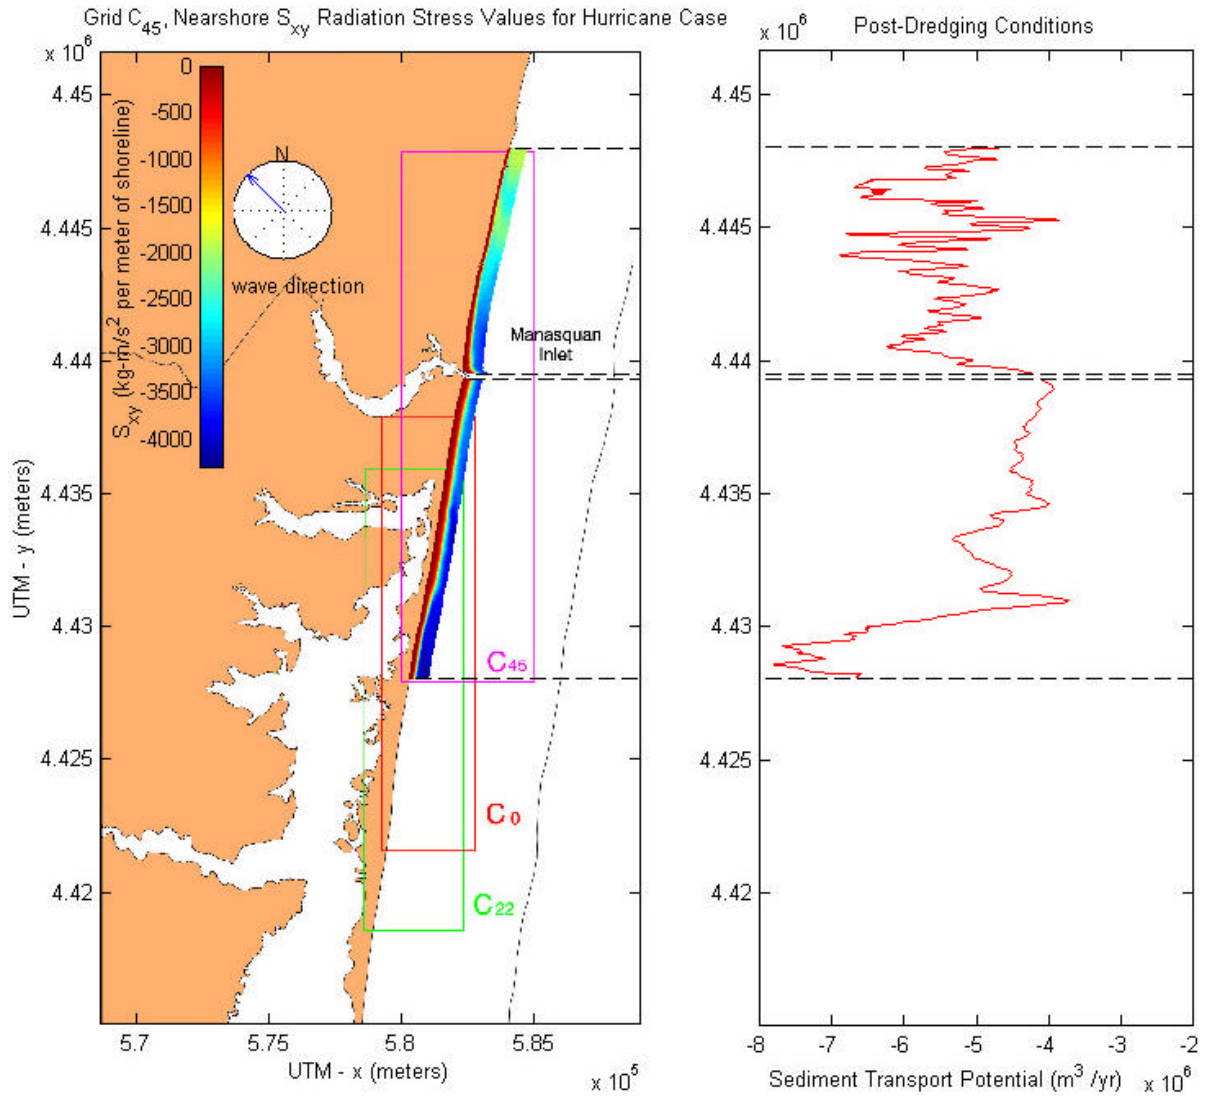 Grid C45, Nearshore Sxy Radiation Stress Values for Hurricane Case
x 10^6
4.45
4.445
4.44
4.435
4.43
4.425
4.42
UTM - y (meters)
0
-500
-1000
-1500
-2000
-2500
-3000
-3500
-4000
Sxy (kg-m/s² per meter of shoreline)
N
wave direction
Manasquan
Inlet
C45
C0
C22
5.7
5.75
5.8
5.85
UTM - x (meters)
x 10^5
Post-Dredging Conditions
x 10^6
4.45
4.445
4.44
4.435
4.43
4.425
4.42
-8
-7
-6
-5
-4
-3
-2
Sediment Transport Potential (m³ /yr)
x 10^6